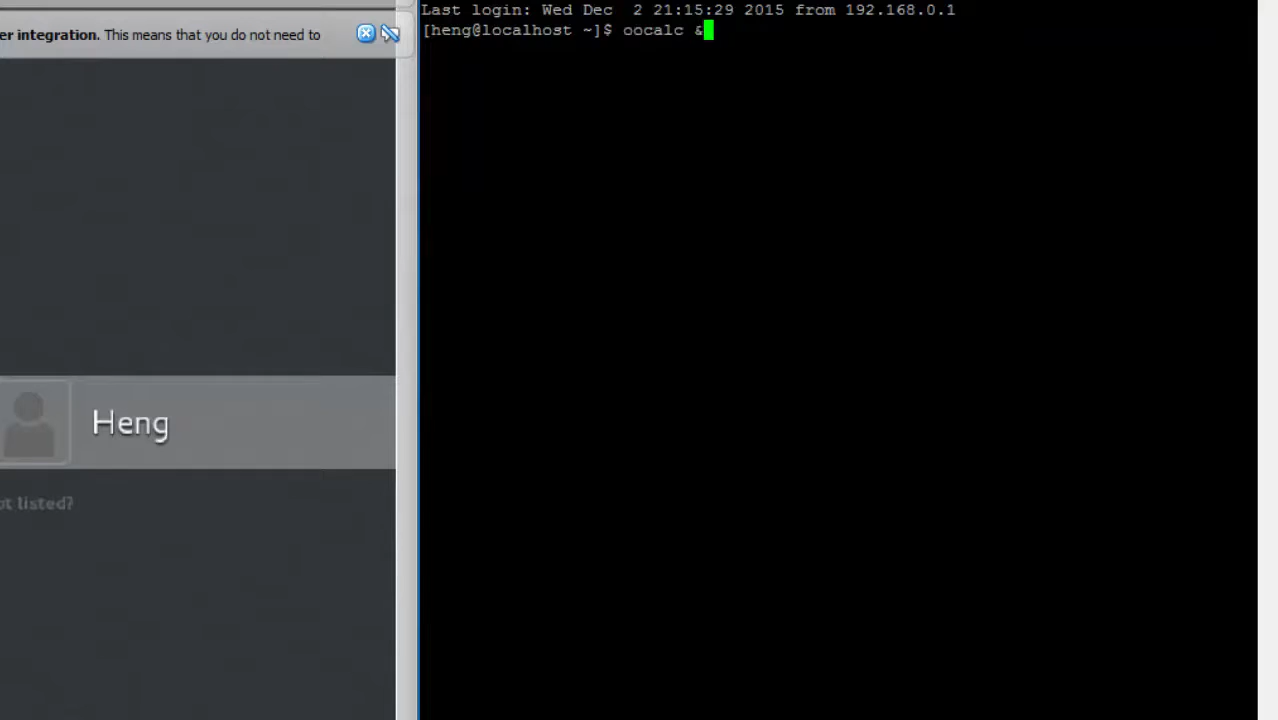 er integration. This means that you do not need to
Heng
ot listed?
Last login: Wed Dec  2 21:15:29 2015 from 192.168.0.1
[heng@localhost ~]$ oocalc &